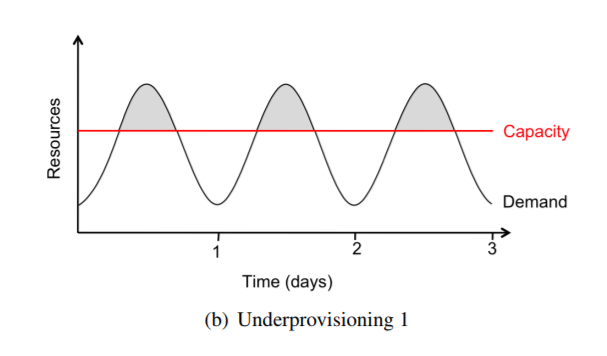 Resources
Capacity
Demand
1
2
3
Time (days)
(b) Underprovisioning 1